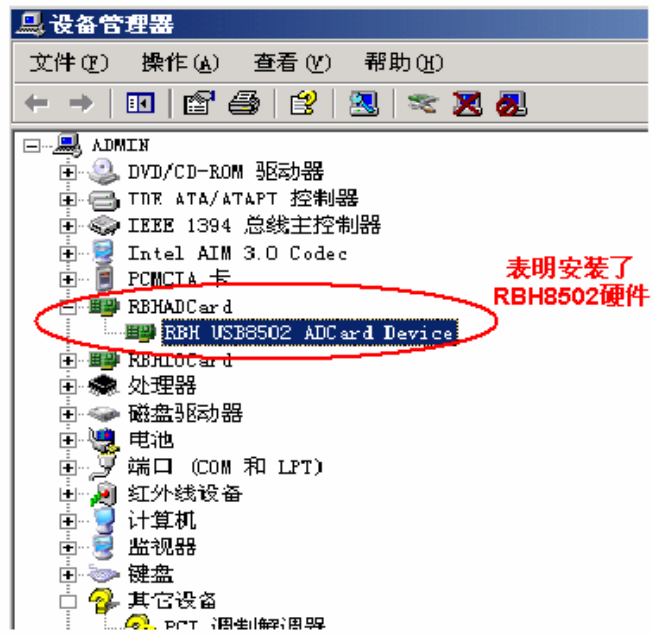 设备管理器
文件(F) 操作(A) 查看(V) 帮助(H)
ADMIN
DVD/CD-ROM 驱动器
IDE ATA/ATAPI 控制器
IEEE 1394 总线主控制器
Intel AIM 3.0 Codec
PCMCIA 卡
表明安装了
RBH8502硬件
RBHADCard
RBH USB8502 ADCard Device
RBHIOCard
处理器
磁盘驱动器
电池
端口 (COM 和 LPT)
红外线设备
计算机
监视器
键盘
其它设备
PCI 调制解调器